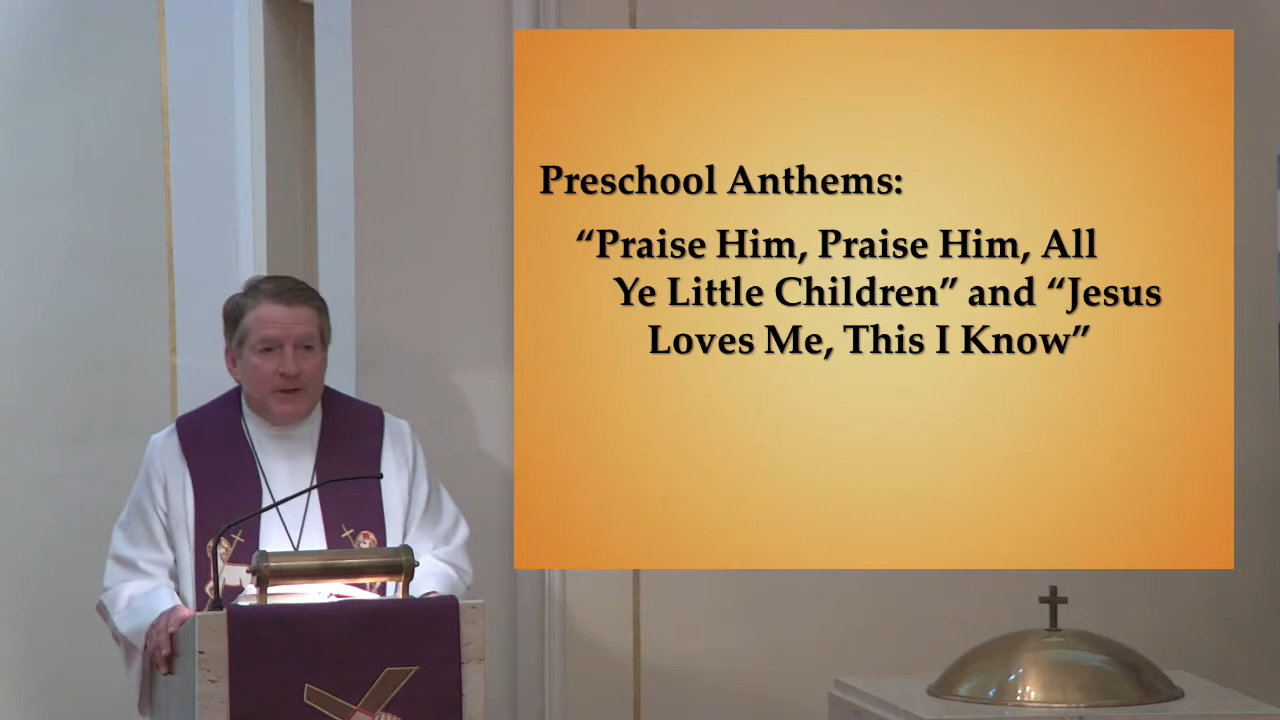 Preschool Anthems:
“Praise Him, Praise Him, All
Ye Little Children” and “Jesus
Loves Me, This I Know”